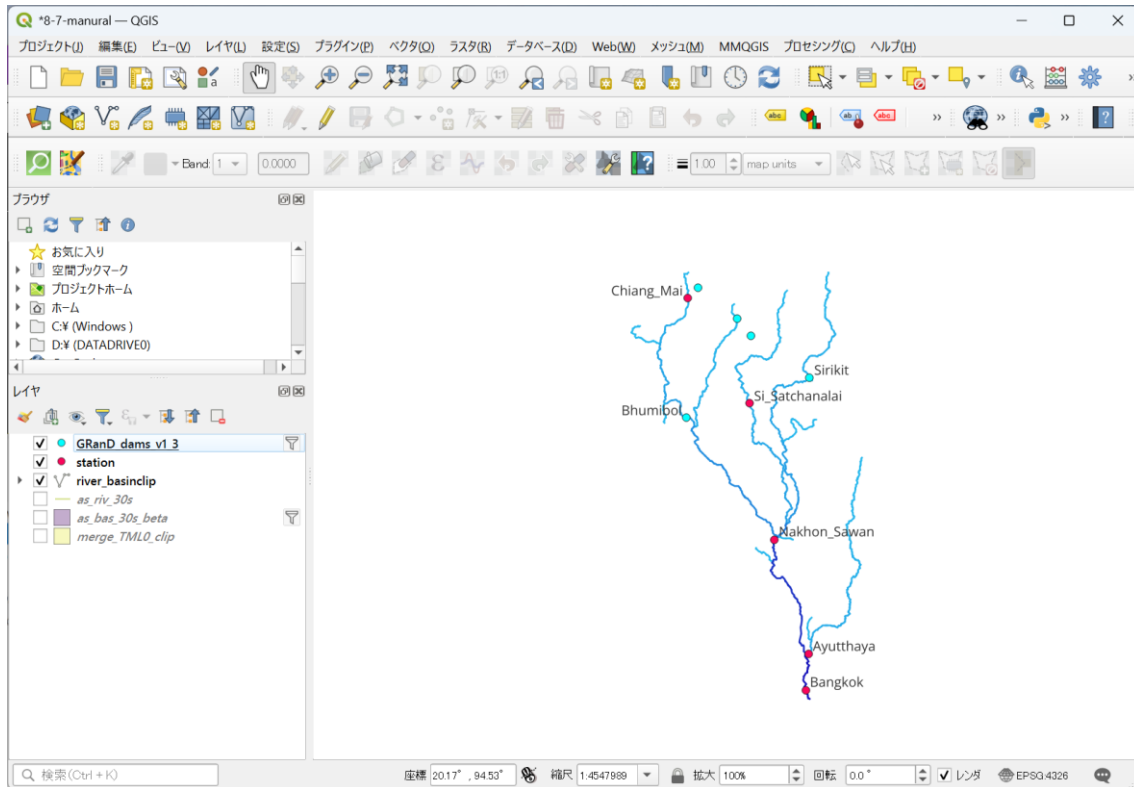 *8-7-manural — QGIS
プロジェクト(J) 編集(E) ビュー(V) レイヤ(L) 設定(S) プラグイン(P) ベクタ(O) ラスタ(R) データベース(D) Web(W) メッシュ(M) MMQGIS プロセシング(C) ヘルプ(H)
Band: 1 0.0000 1.00 map units
ブラウザ
お気に入り
空間ブックマーク
プロジェクトホーム
ホーム
C:¥ (Windows )
D:¥ (DATADRIVE0)
レイヤ
GRanD_dams_v1_3
station
river_basinclip
as_riv_30s
as_bas_30s_beta
merge_TML0_clip
Chiang_Mai
Sirikit
Si_Satchanalai
Bhumibol
Nakhon_Sawan
Ayutthaya
Bangkok
検索(Ctrl + K)
座標 20.17° , 94.53° 縮尺 1:4547989 拡大 100% 回転 0.0 ° レンダ EPSG:4326